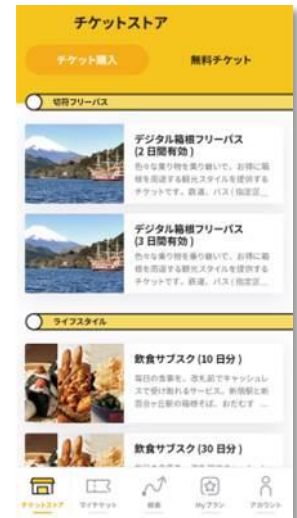 チケットストア
チケット購入
無料チケット
切符フリーパス
デジタル箱根フリーパス
(2 日間有効)
色々な乗り物を乗り継いで、お得に箱
根を周遊する観光スタイルを提供する
チケットです。鉄道、バス(指定区...
デジタル箱根フリーパス
(3 日間有効)
色々な乗り物を乗り継いで、お得に箱
根を周遊する観光スタイルを提供する
チケットです。鉄道、バス(指定区...
ライフスタイル
飲食サブスク (10 日分)
毎日の食事を、改札前でキャッシュレ
スで受け取れるサービス。新宿駅と新
百合ヶ丘駅の箱根そば、おだむす ...
飲食サブスク (30 日分)
チケットストア
マイチケット
検索
Myプラン
アカウント